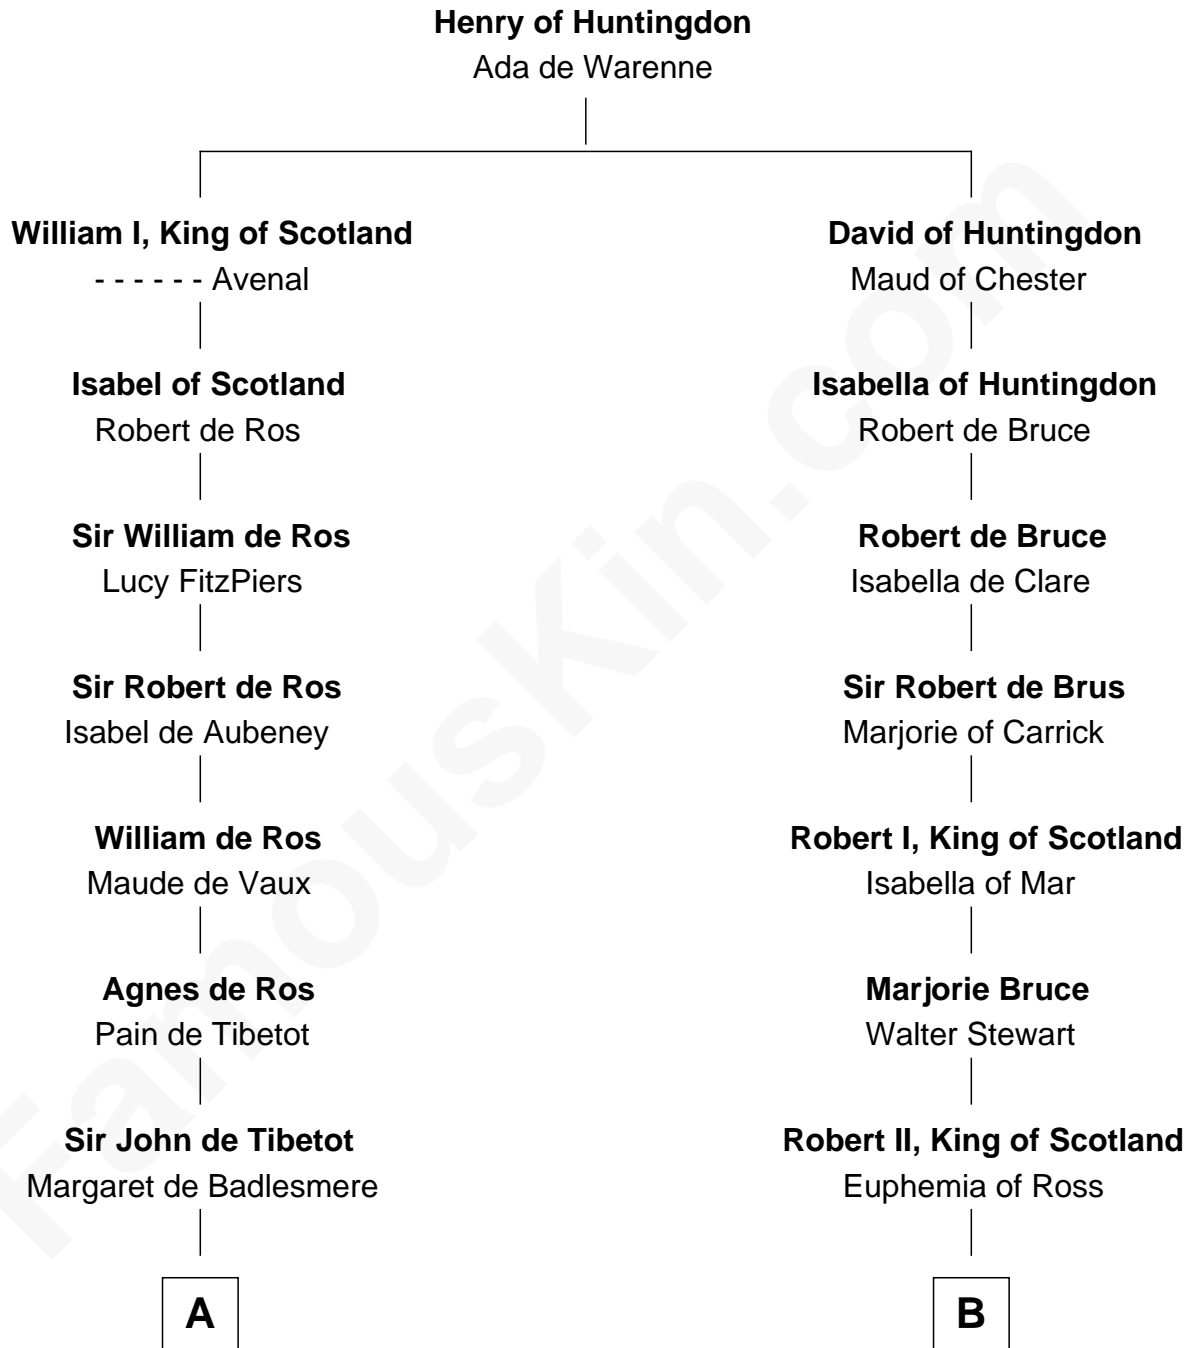 Henry of Huntingdon
Ada de Warenne
William I, King of Scotland
- - - - - - Avenal
Isabel of Scotland
Robert de Ros
Sir William de Ros
Lucy FitzPiers
Sir Robert de Ros
Isabel de Aubeney
William de Ros
Maude de Vaux
Agnes de Ros
Pain de Tibetot
Sir John de Tibetot
Margaret de Badlesmere
A
David of Huntingdon
Maud of Chester
Isabella of Huntingdon
Robert de Bruce
Robert de Bruce
Isabella de Clare
Sir Robert de Brus
Marjorie of Carrick
Robert I, King of Scotland
Isabella of Mar
Marjorie Bruce
Walter Stewart
Robert II, King of Scotland
Euphemia of Ross
B
FamousKin.com